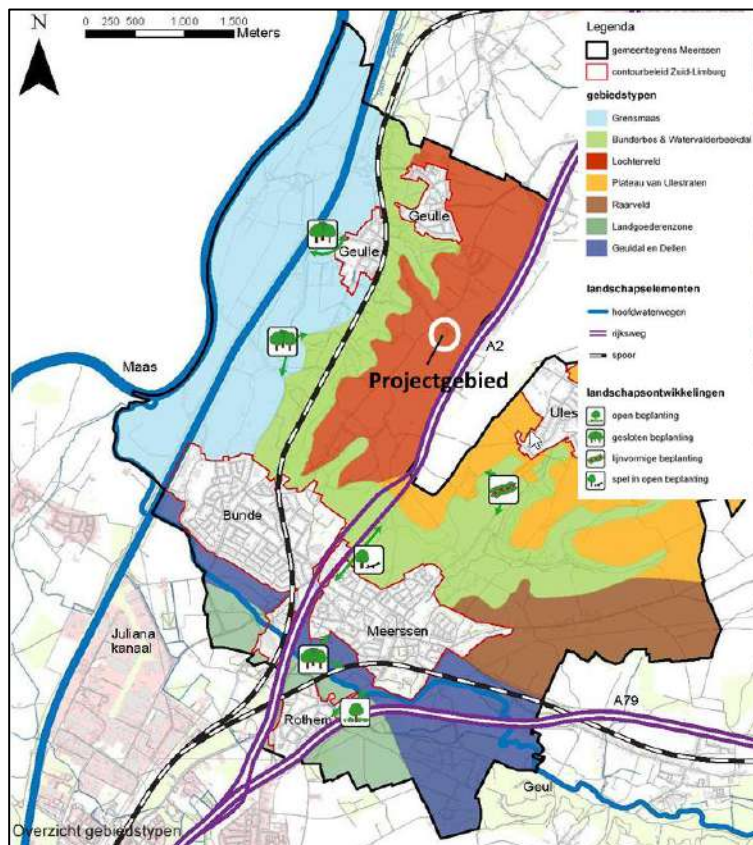 N
0 250 500 1,000 1,500
Meters
Legenda
gemeentegrens Meerssen
contourbeleid Zuid-Limburg
gebiedstypen
Grensmaas
Bunderbos & Watervalderbeekdal
Lochterveld
Plateau van Ulestraten
Raarveld
Landgoederenzone
Geuldal en Dellen
landschapselementen
hoofdwaterwegen
rijksweg
spoor
landschapsontwikkelingen
open beplanting
gesloten beplanting
lijnvormige beplanting
spel in open beplanting
Geulle
Geulle
A2
Maas
Projectgebied
Ules
Bunde
Juliana
kanaal
Meerssen
A79
Rothem
Geul
Overzicht gebiedstypen